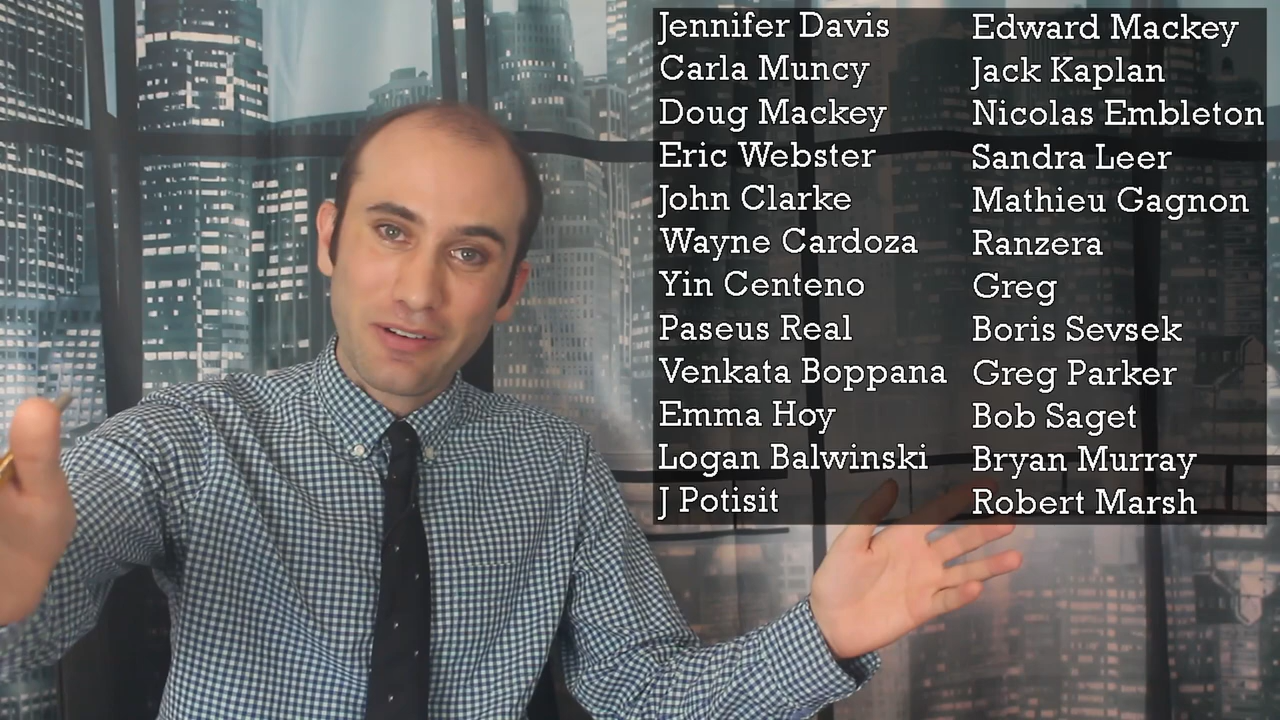 Jennifer Davis
Carla Muncy
Doug Mackey
Eric Webster
John Clarke
Wayne Cardoza
Yin Centeno
Paseus Real
Venkata Boppana
Emma Hoy
Logan Balwinski
J Potisit
Edward Mackey
Jack Kaplan
Nicolas Embleton
Sandra Leer
Mathieu Gagnon
Ranzera
Greg
Boris Sevsek
Greg Parker
Bob Saget
Bryan Murray
Robert Marsh